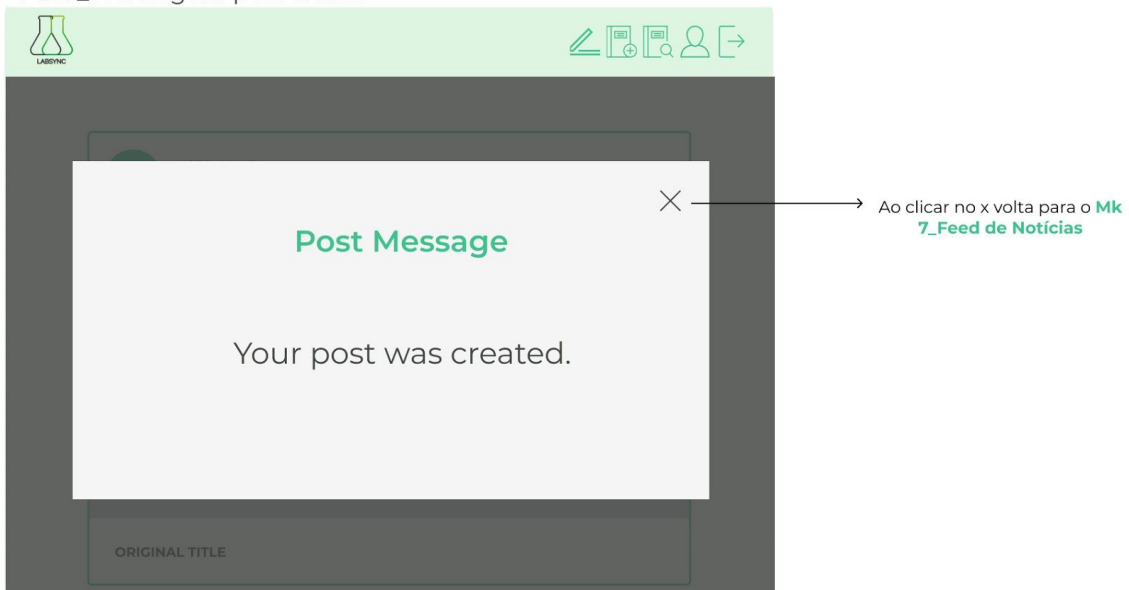 LABSYNC
Post Message
Your post was created.
ORIGINAL TITLE
Ao clicar no x volta para o Mk
7_Feed de Notícias